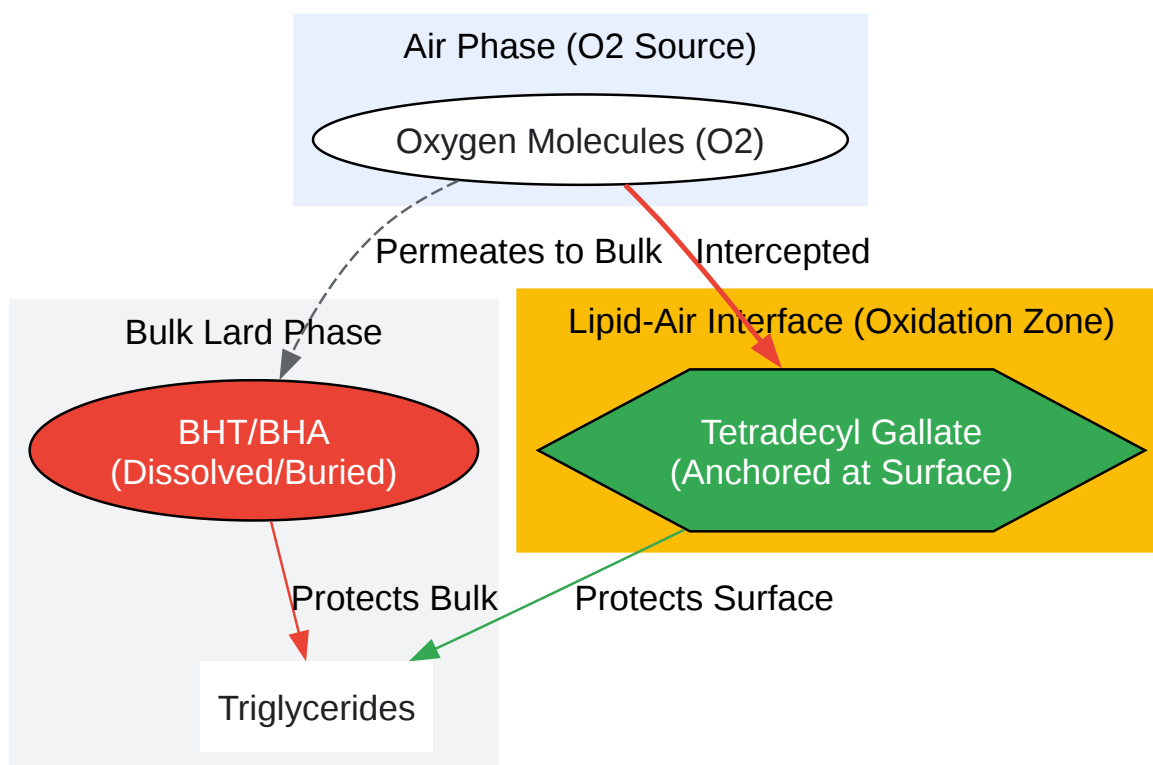 Air Phase (O2 Source)
Oxygen Molecules (O2)
Permeates to Bulk
Intercepted
Bulk Lard Phase
Lipid-Air Interface (Oxidation Zone)
BHT/BHA
(Dissolved/Buried)
Tetradecyl Gallate
(Anchored at Surface)
Protects Bulk
Protects Surface
Triglycerides